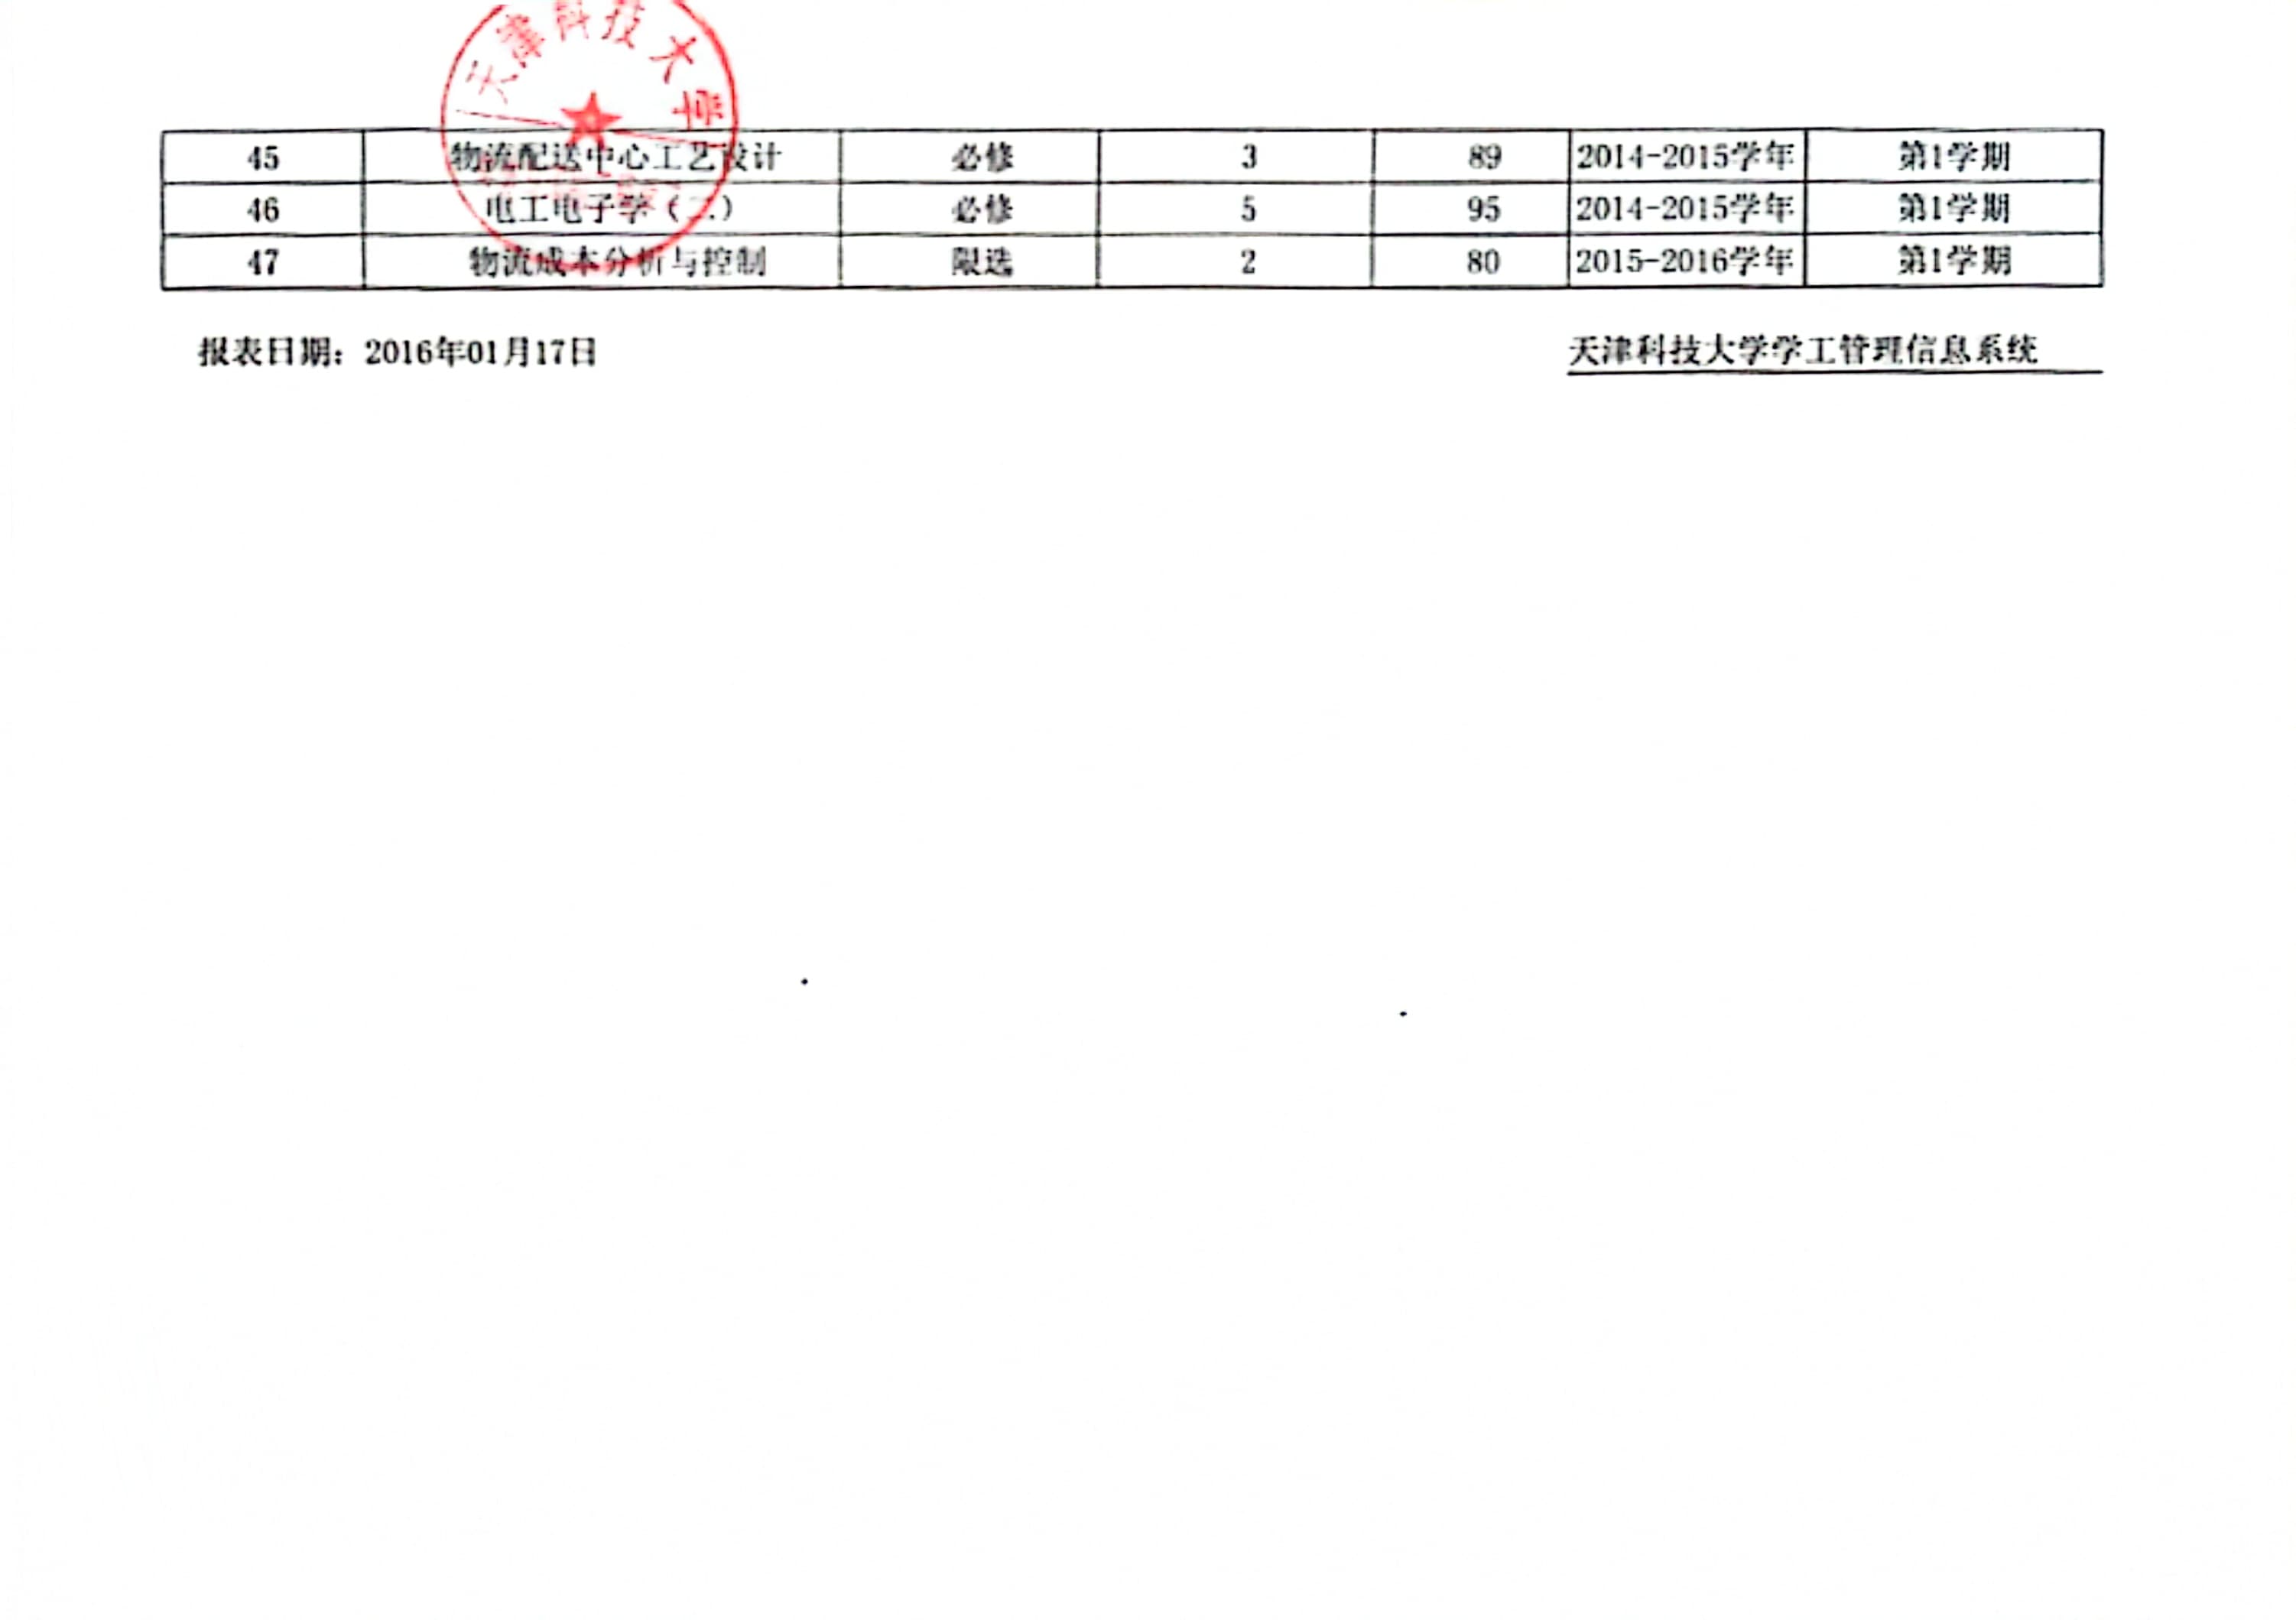 天津科技大学
45 物流配送中心工艺设计 必修 3 89 2014-2015学年 第1学期
46 电工电子学（二） 必修 5 95 2014-2015学年 第1学期
47 物流成本分析与控制 限选 2 80 2015-2016学年 第1学期
报表日期：2016年01月17日 天津科技大学学工管理信息系统